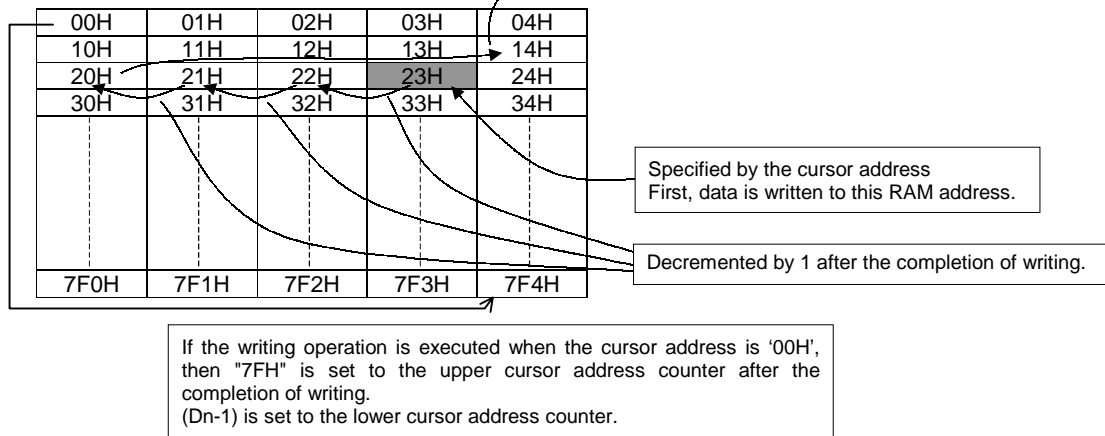 00H 01H 02H 03H 04H
10H 11H 12H 13H 14H
20H 21H 22H 23H 24H
30H 31H 32H 33H 34H
Specified by the cursor address
First, data is written to this RAM address.
Decremented by 1 after the completion of writing.
7F0H 7F1H 7F2H 7F3H 7F4H
If the writing operation is executed when the cursor address is ‘00H’,
then "7FH" is set to the upper cursor address counter after the
completion of writing.
(Dn-1) is set to the lower cursor address counter.